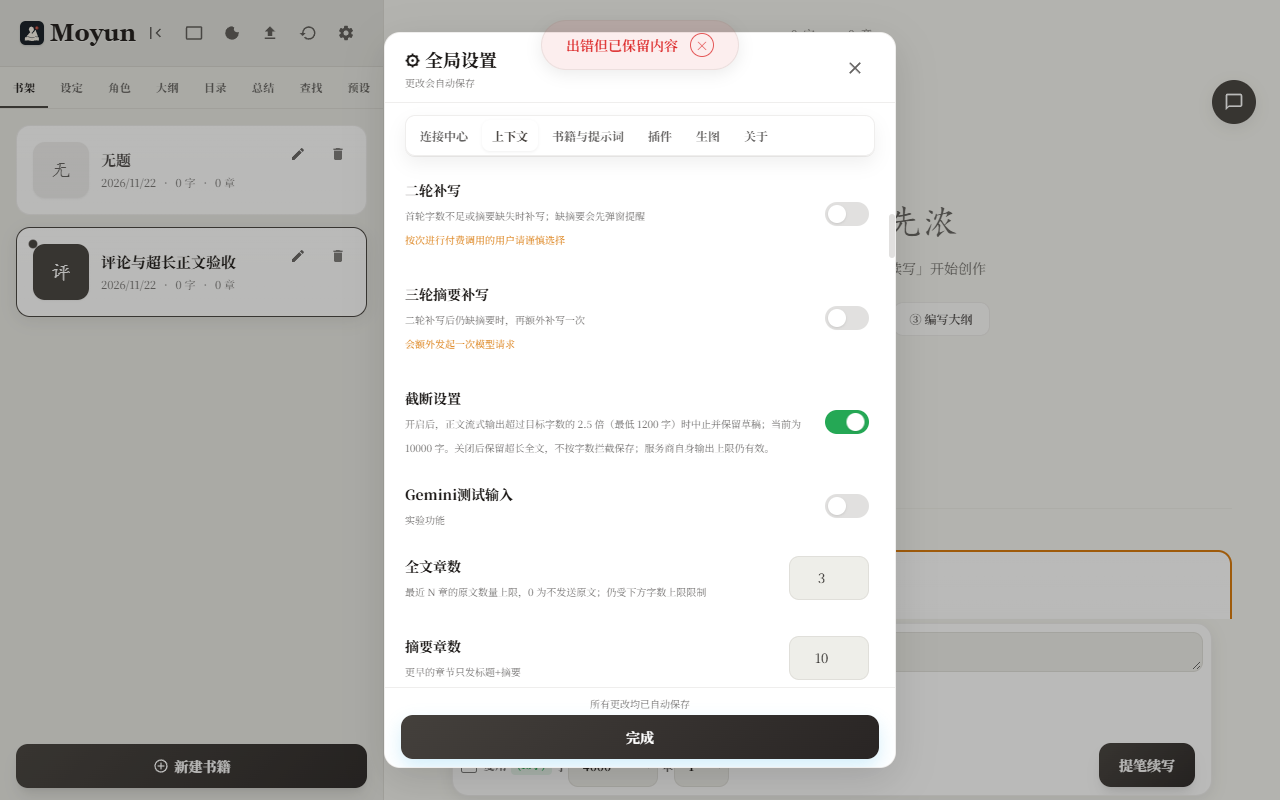 Moyun
书架 设定 角色 大纲 目录 总结 查找 预设
无
无题
2026/11/22 · 0 字 · 0 章
评
评论与超长正文验收
2026/11/22 · 0 字 · 0 章
新建书籍
出错但已保留内容
全局设置
更改会自动保存
连接中心 上下文 书籍与提示词 插件 生图 关于
二轮补写
首轮字数不足或摘要缺失时补写；缺摘要会先弹窗提醒
按次进行付费调用的用户请谨慎选择
三轮摘要补写
二轮补写后仍缺摘要时，再额外补写一次
会额外发起一次模型请求
截断设置
开启后，正文流式输出超过目标字数的 2.5 倍（最低 1200 字）时中止并保留草稿；当前为
10000 字。关闭后保留超长全文，不按字数拦截保存；服务商自身输出上限仍有效。
Gemini测试输入
实验功能
全文章数
最近 N 章的原文数量上限，0 为不发送原文；仍受下方字数上限限制
3
摘要章数
更早的章节只发标题+摘要
10
所有更改均已自动保存
完成
先浓
写」开始创作
③ 编写大纲
提笔续写